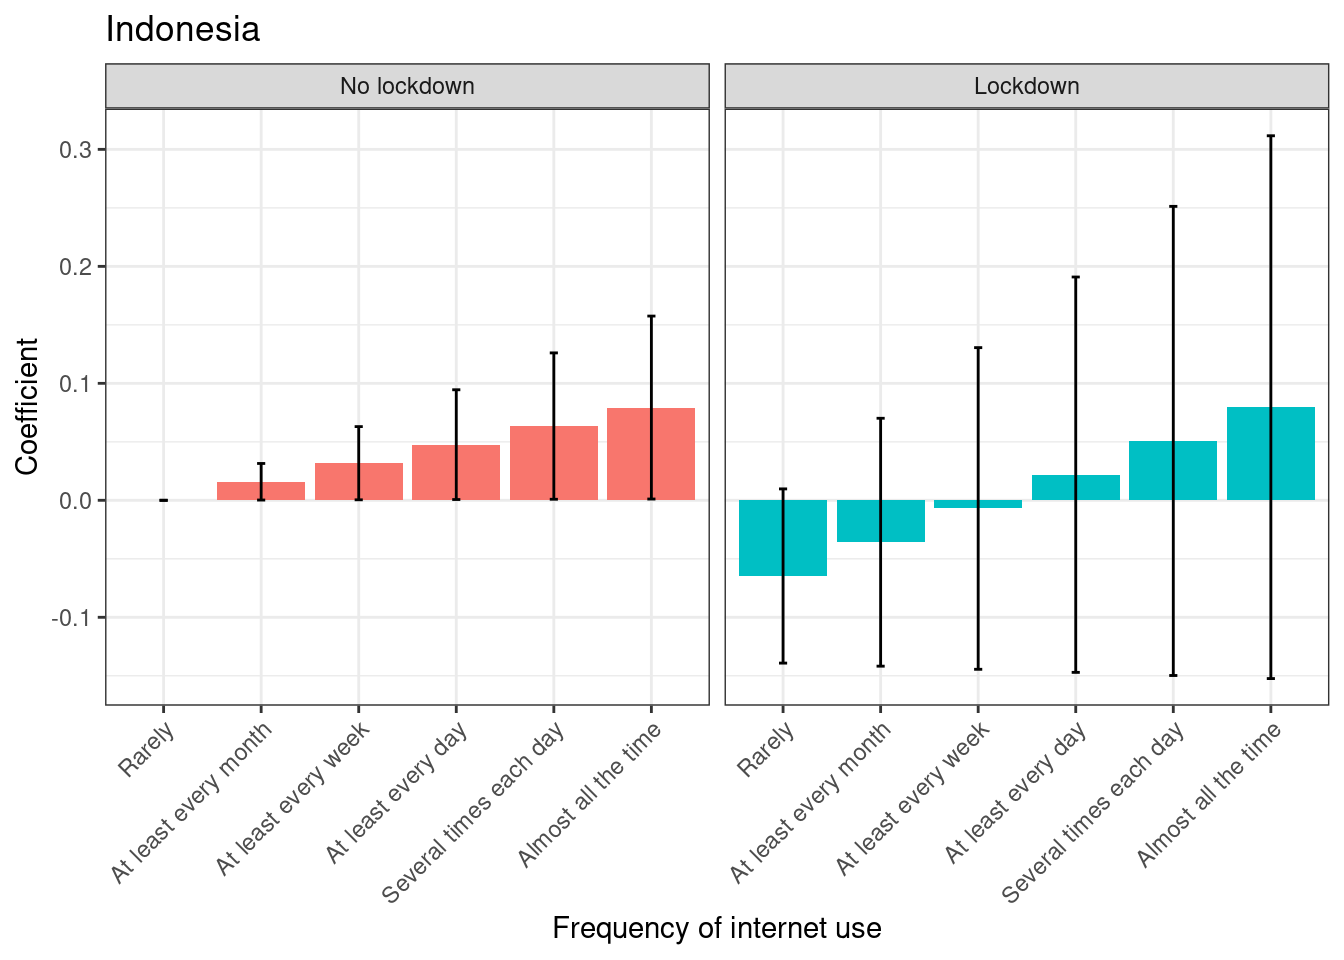 Indonesia
No lockdown
Lockdown
Coefficient
0.3
0.2
0.1
0.0
-0.1
Rarely
At least every month
At least every week
At least every day
Several times each day
Almost all the time
Rarely
At least every month
At least every week
At least every day
Several times each day
Almost all the time
Frequency of internet use